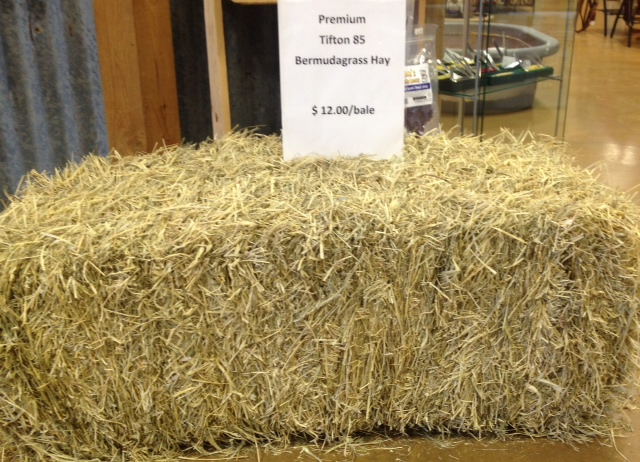 Premium
Tifton 85
Bermudagrass Hay
$ 12.00/bale